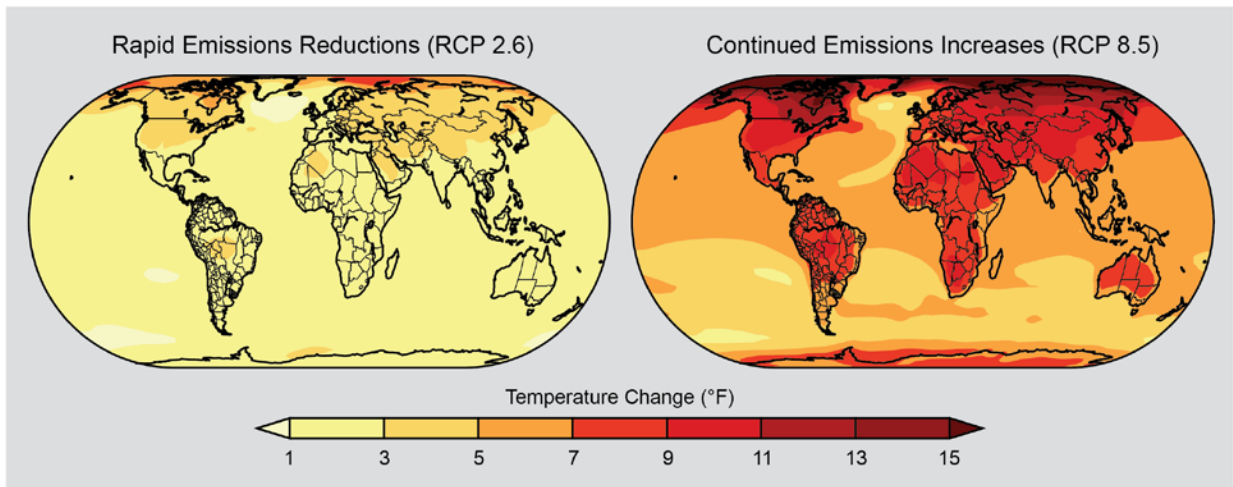 Rapid Emissions Reductions (RCP 2.6)
Continued Emissions Increases (RCP 8.5)
Temperature Change (°F)
1 3 5 7 9 11 13 15